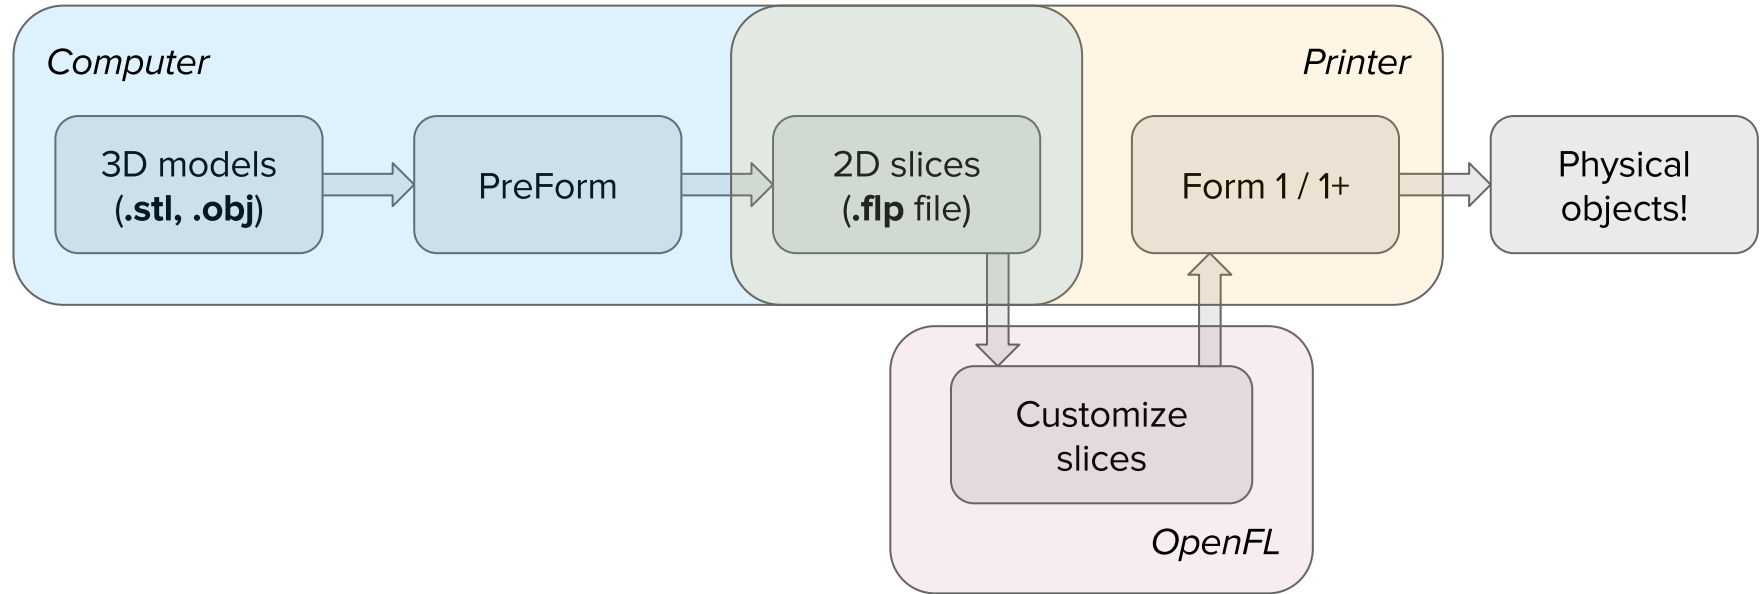 Computer
Printer
3D models
(.stl, .obj)
PreForm
2D slices
(.flp file)
Form 1 / 1+
Physical
objects!
Customize
slices
OpenFL